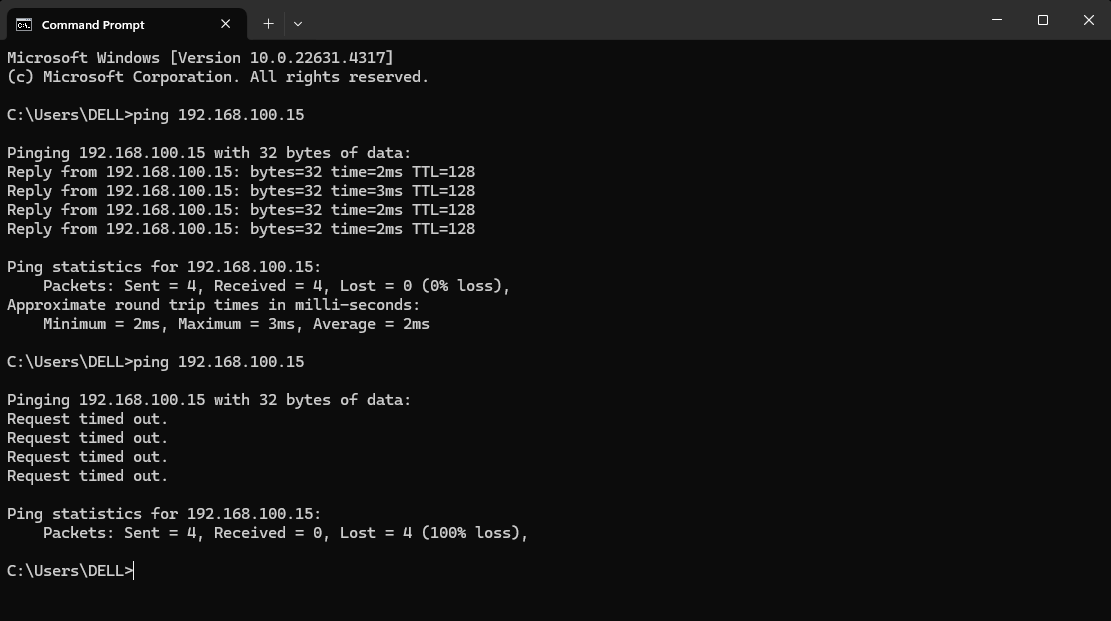 Command Prompt
Microsoft Windows [Version 10.0.22631.4317]
(c) Microsoft Corporation. All rights reserved.
C:\Users\DELL>ping 192.168.100.15
Pinging 192.168.100.15 with 32 bytes of data:
Reply from 192.168.100.15: bytes=32 time=2ms TTL=128
Reply from 192.168.100.15: bytes=32 time=3ms TTL=128
Reply from 192.168.100.15: bytes=32 time=2ms TTL=128
Reply from 192.168.100.15: bytes=32 time=2ms TTL=128
Ping statistics for 192.168.100.15:
    Packets: Sent = 4, Received = 4, Lost = 0 (0% loss),
Approximate round trip times in milli-seconds:
    Minimum = 2ms, Maximum = 3ms, Average = 2ms
C:\Users\DELL>ping 192.168.100.15
Pinging 192.168.100.15 with 32 bytes of data:
Request timed out.
Request timed out.
Request timed out.
Request timed out.
Ping statistics for 192.168.100.15:
    Packets: Sent = 4, Received = 0, Lost = 4 (100% loss),
C:\Users\DELL>